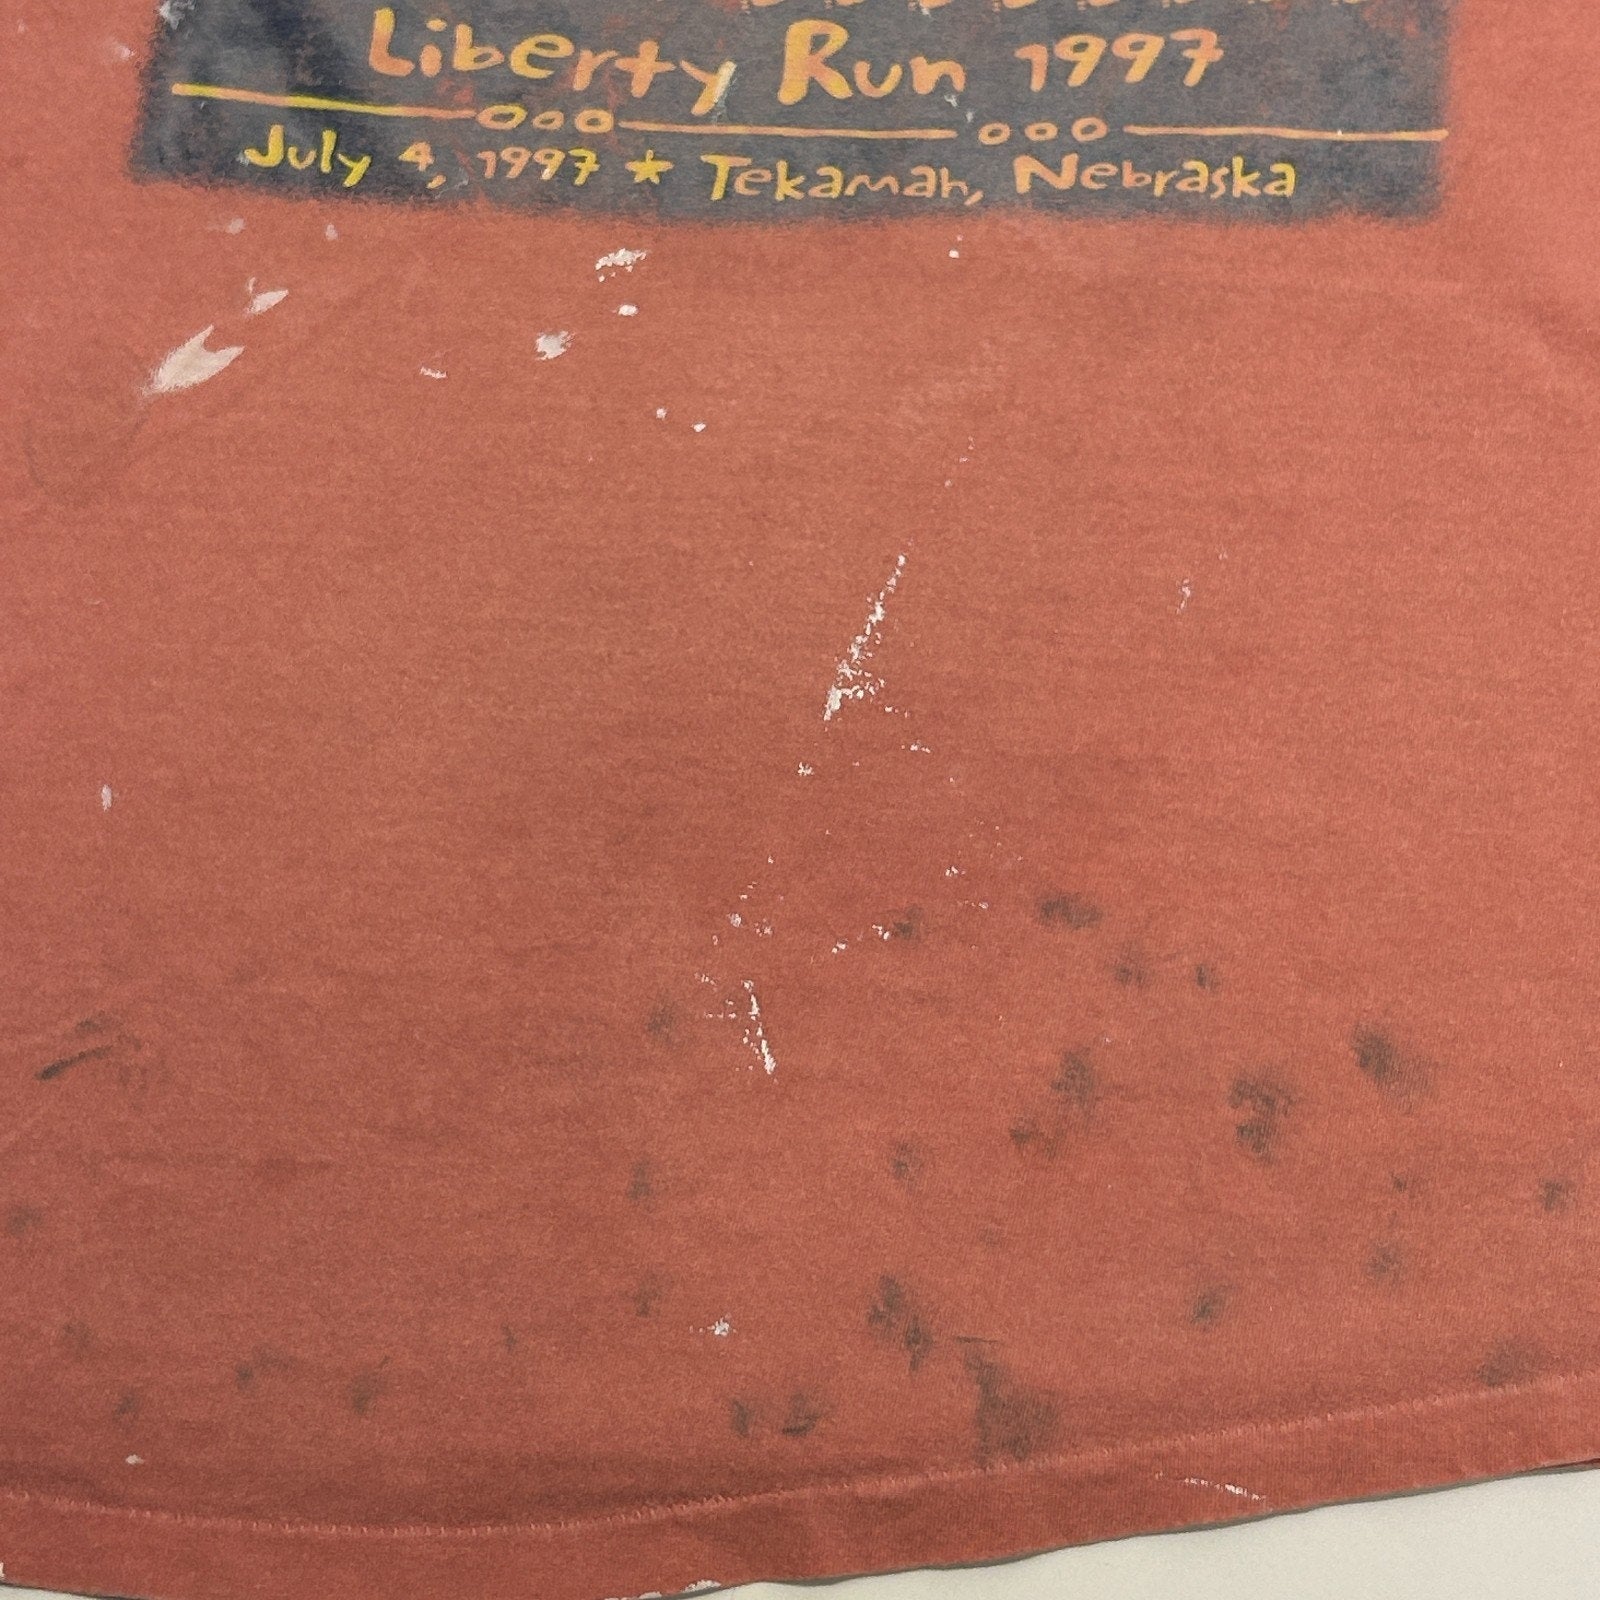 Liberty Run 1997
July 4, 1997 ★ Tekamah, Nebraska